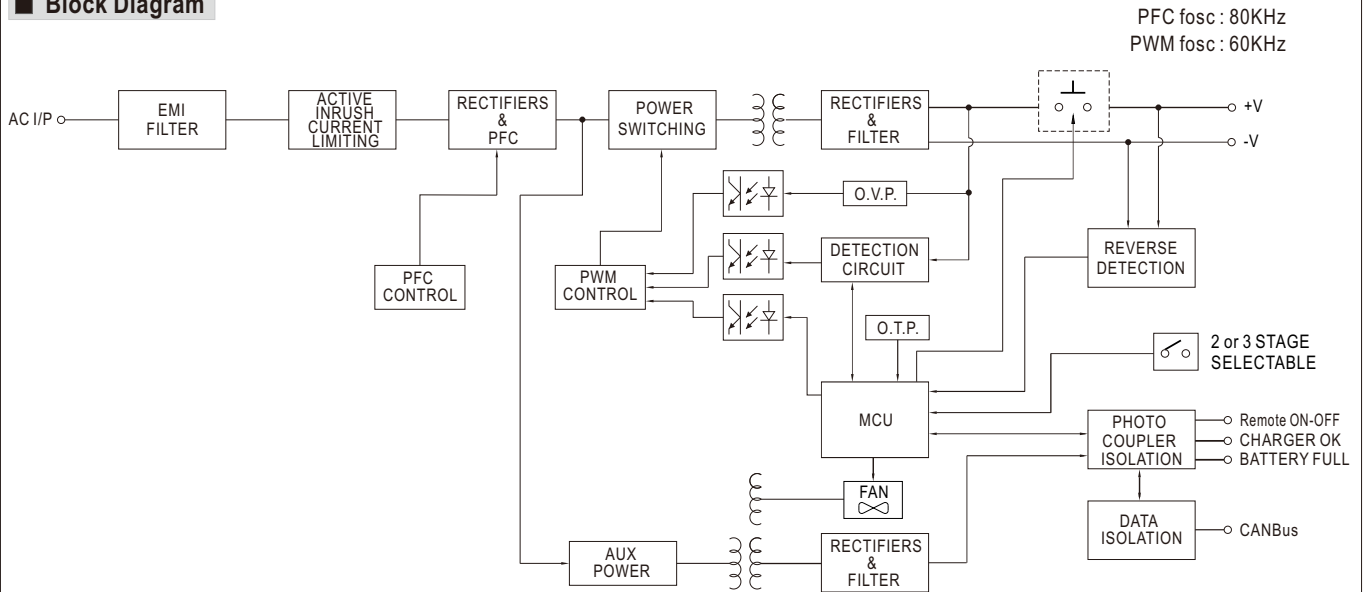 ■ Block Diagram
PFC fosc : 80KHz
PWM fosc : 60KHz
AC I/P
EMI
FILTER
ACTIVE
INRUSH
CURRENT
LIMITING
RECTIFIERS
&
PFC
POWER
SWITCHING
RECTIFIERS
&
FILTER
+V
-V
O.V.P.
DETECTION
CIRCUIT
REVERSE
DETECTION
PFC
CONTROL
PWM
CONTROL
O.T.P.
2 or 3 STAGE
SELECTABLE
MCU
PHOTO
COUPLER
ISOLATION
Remote ON-OFF
CHARGER OK
BATTERY FULL
FAN
DATA
ISOLATION
CANBus
AUX
POWER
RECTIFIERS
&
FILTER